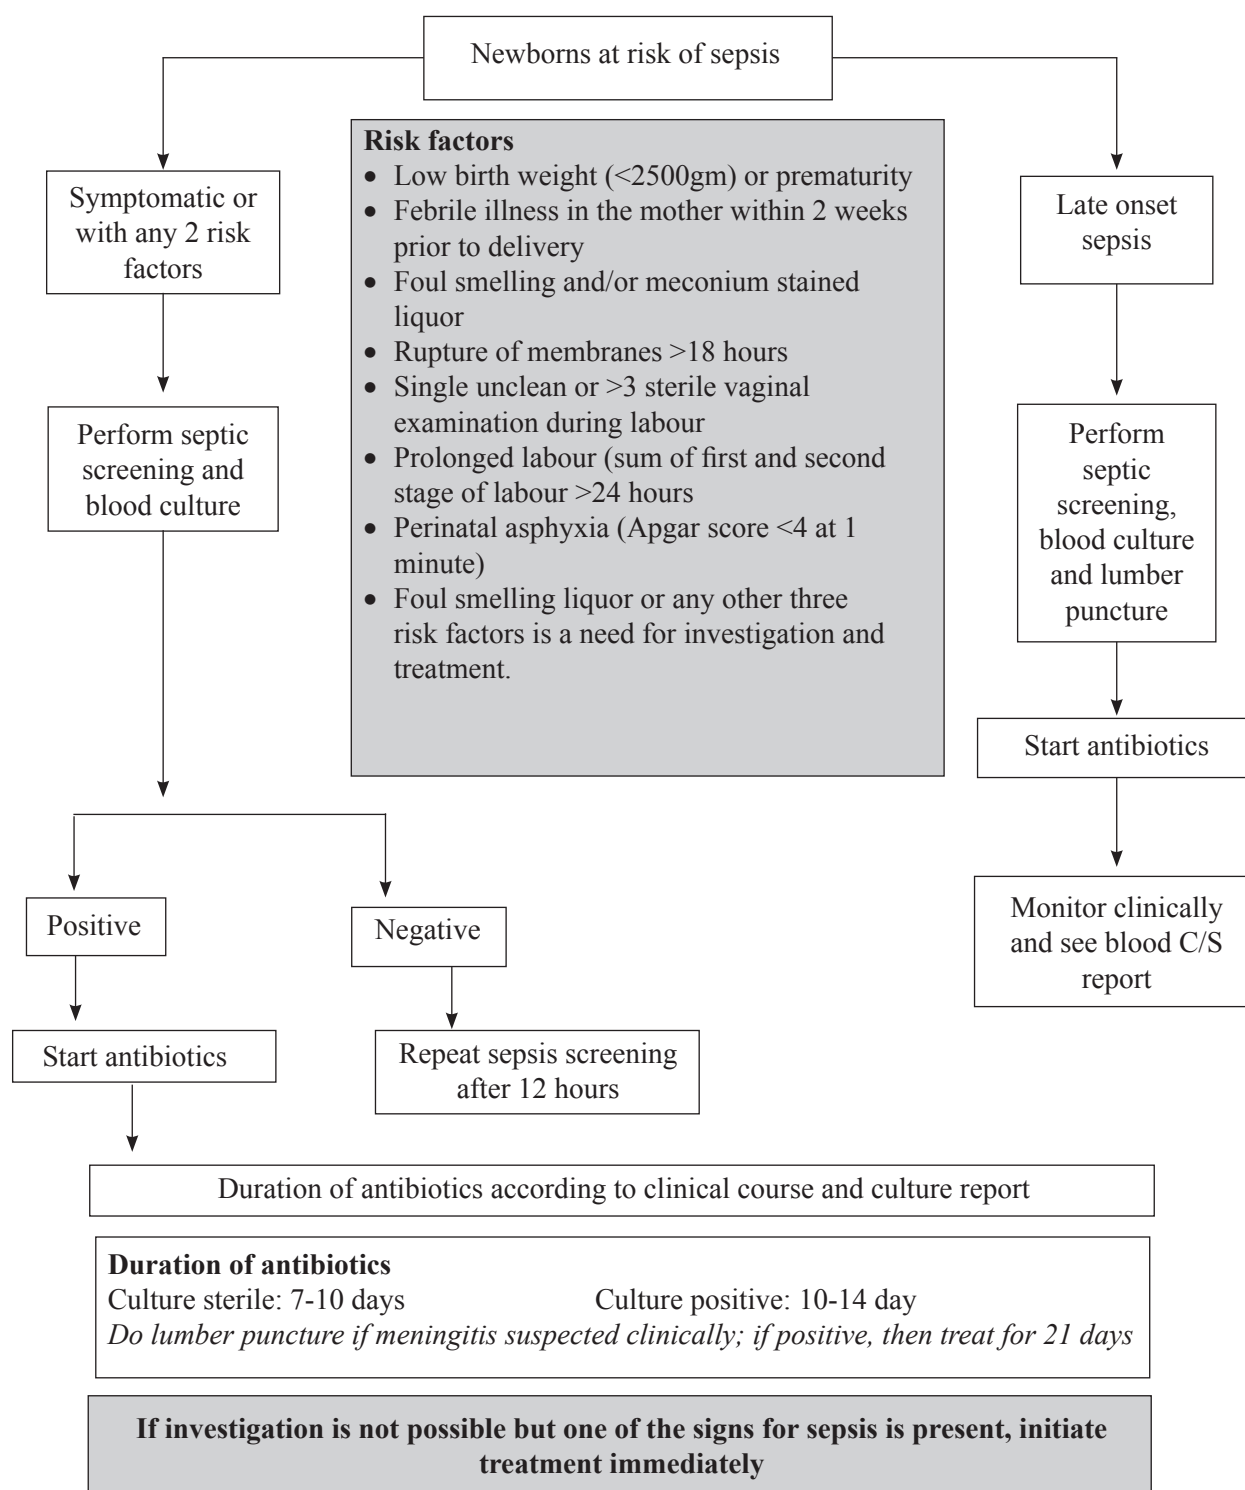 Newborns at risk of sepsis
Symptomatic or
with any 2 risk
factors
Perform septic
screening and
blood culture
Risk factors
• Low birth weight (<2500gm) or prematurity
• Febrile illness in the mother within 2 weeks
prior to delivery
• Foul smelling and/or meconium stained
liquor
• Rupture of membranes >18 hours
• Single unclean or >3 sterile vaginal
examination during labour
• Prolonged labour (sum of first and second
stage of labour >24 hours
• Perinatal asphyxia (Apgar score <4 at 1
minute)
• Foul smelling liquor or any other three
risk factors is a need for investigation and
treatment.
Late onset
sepsis
Perform
septic
screening,
blood culture
and lumber
puncture
Start antibiotics
Monitor clinically
and see blood C/S
report
Positive
Negative
Start antibiotics
Repeat sepsis screening
after 12 hours
Duration of antibiotics according to clinical course and culture report
Duration of antibiotics
Culture sterile: 7-10 days Culture positive: 10-14 day
Do lumber puncture if meningitis suspected clinically; if positive, then treat for 21 days
If investigation is not possible but one of the signs for sepsis is present, initiate
treatment immediately